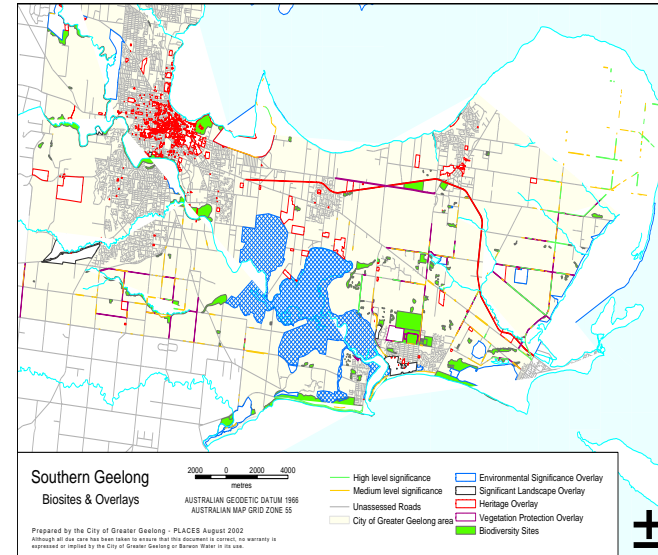 Southern Geelong
Biosites & Overlays
2000 0 2000 4000
metres
AUSTRALIAN GEODETIC DATUM 1966
AUSTRALIAN MAP GRID ZONE 55
Prepared by the City of Greater Geelong - PLACES August 2002
Although all due care has been taken to ensure that this document is correct, no warranty is
expressed or implied by the City of Greater Geelong or Barwon Water in its use.
High level significance
Medium level significance
Unassessed Roads
City of Greater Geelong area
Environmental Significance Overlay
Significant Landscape Overlay
Heritage Overlay
Vegetation Protection Overlay
Biodiversity Sites
±